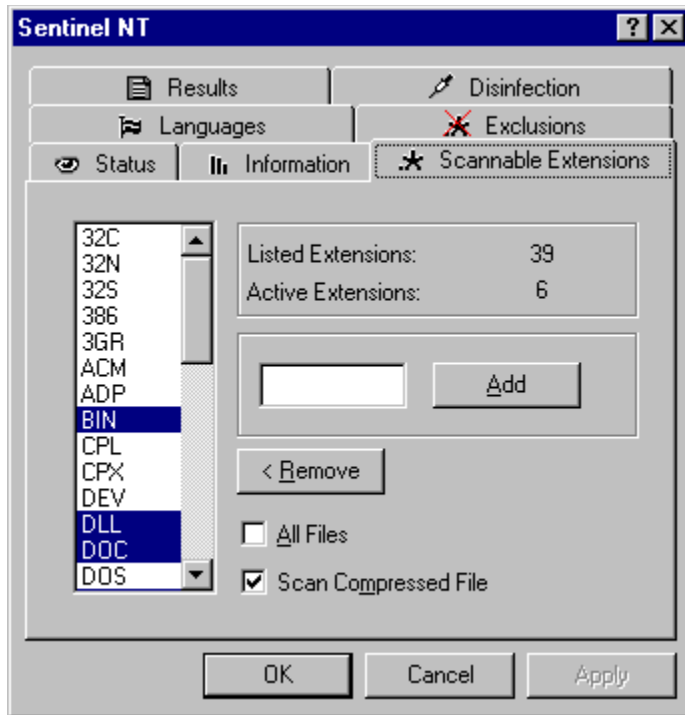 Sentinel NT
Results Disinfection
Languages Exclusions
Status Information Scannable Extensions
32C
32N
32S
386
3GR
ACM
ADP
BIN
CPL
CPX
DEV
DLL
DOC
DOS
Listed Extensions: 39
Active Extensions: 6
Add
< Remove
All Files
Scan Compressed File
OK Cancel Apply